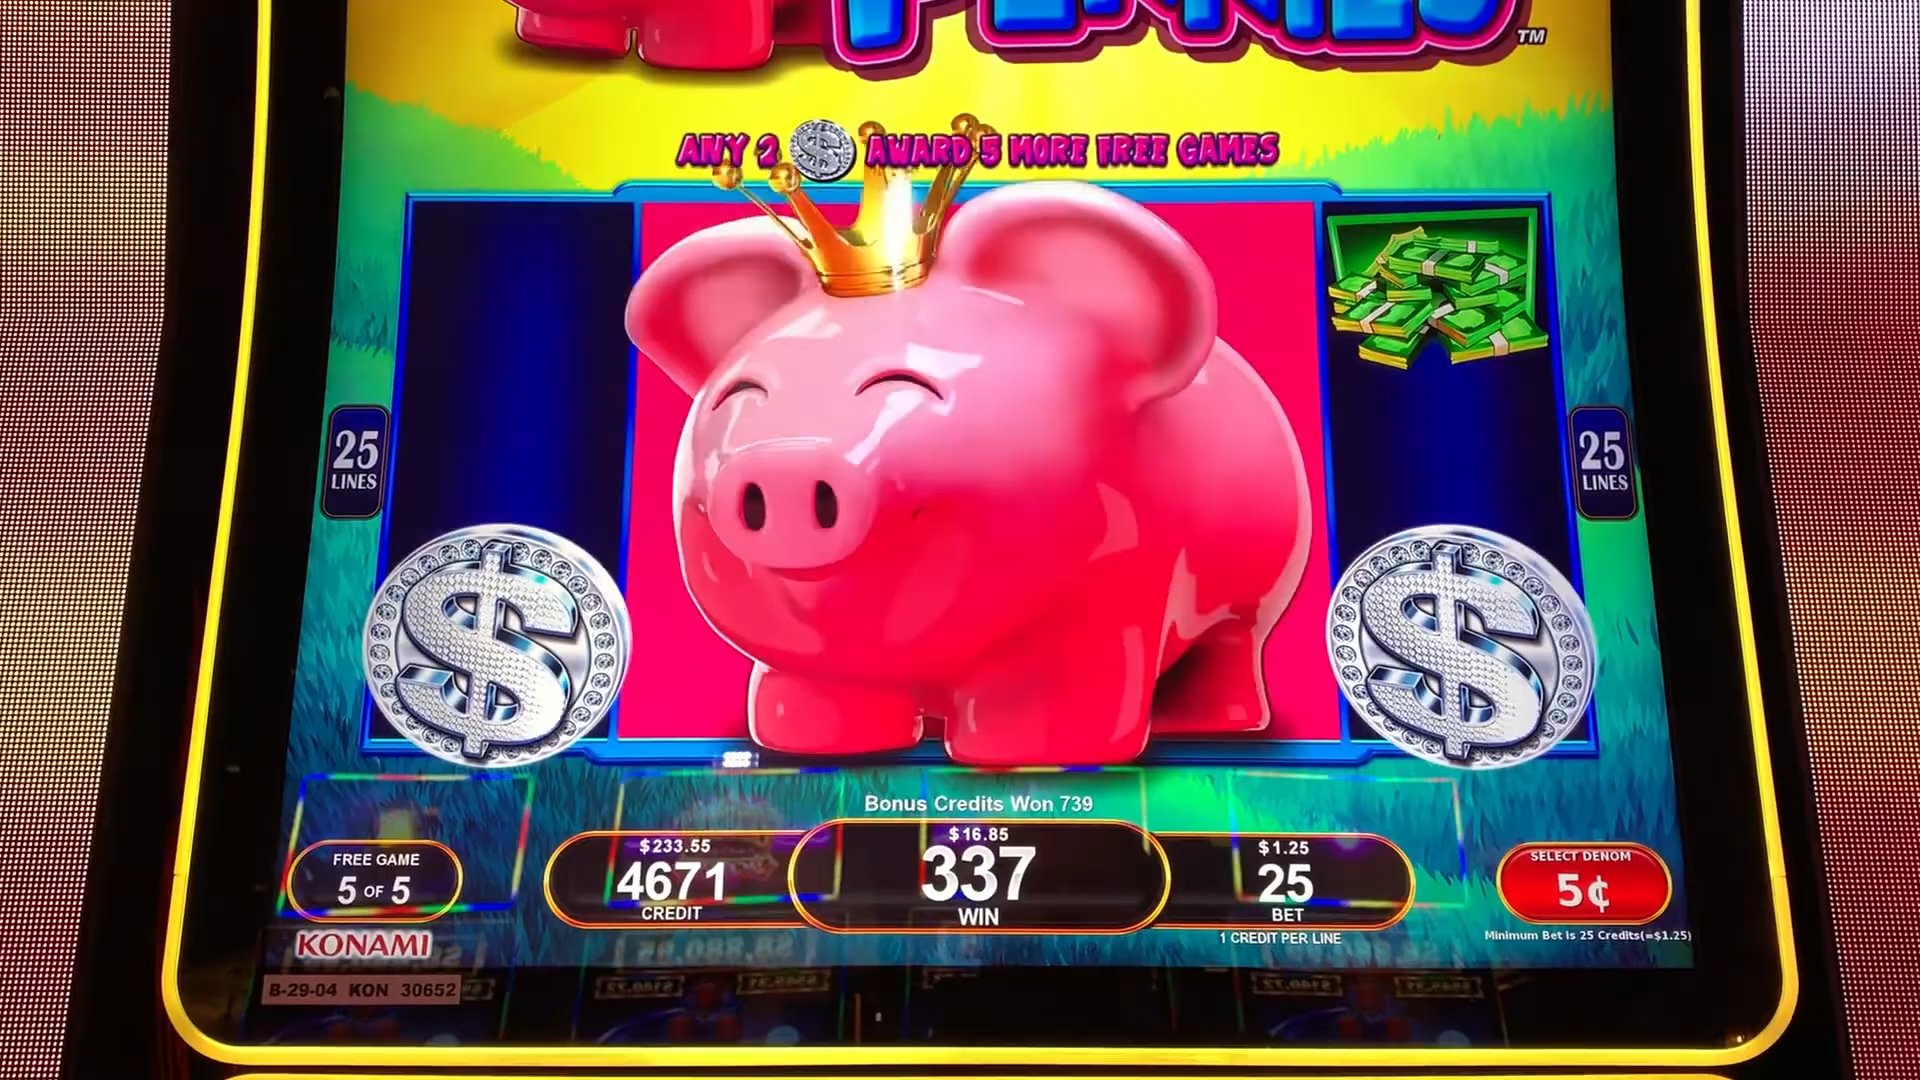 PENNIES™
ANY 2 $ AWARD 5 MORE FREE GAMES
25
LINES
25
LINES
$
$
Bonus Credits Won 739
FREE GAME
5 OF 5
$233.55
4671
CREDIT
$16.85
337
WIN
$1.25
25
BET
1 CREDIT PER LINE
SELECT DENOM
5¢
Minimum Bet is 25 Credits(=$1.25)
KONAMI
B-29-04 KON 30652